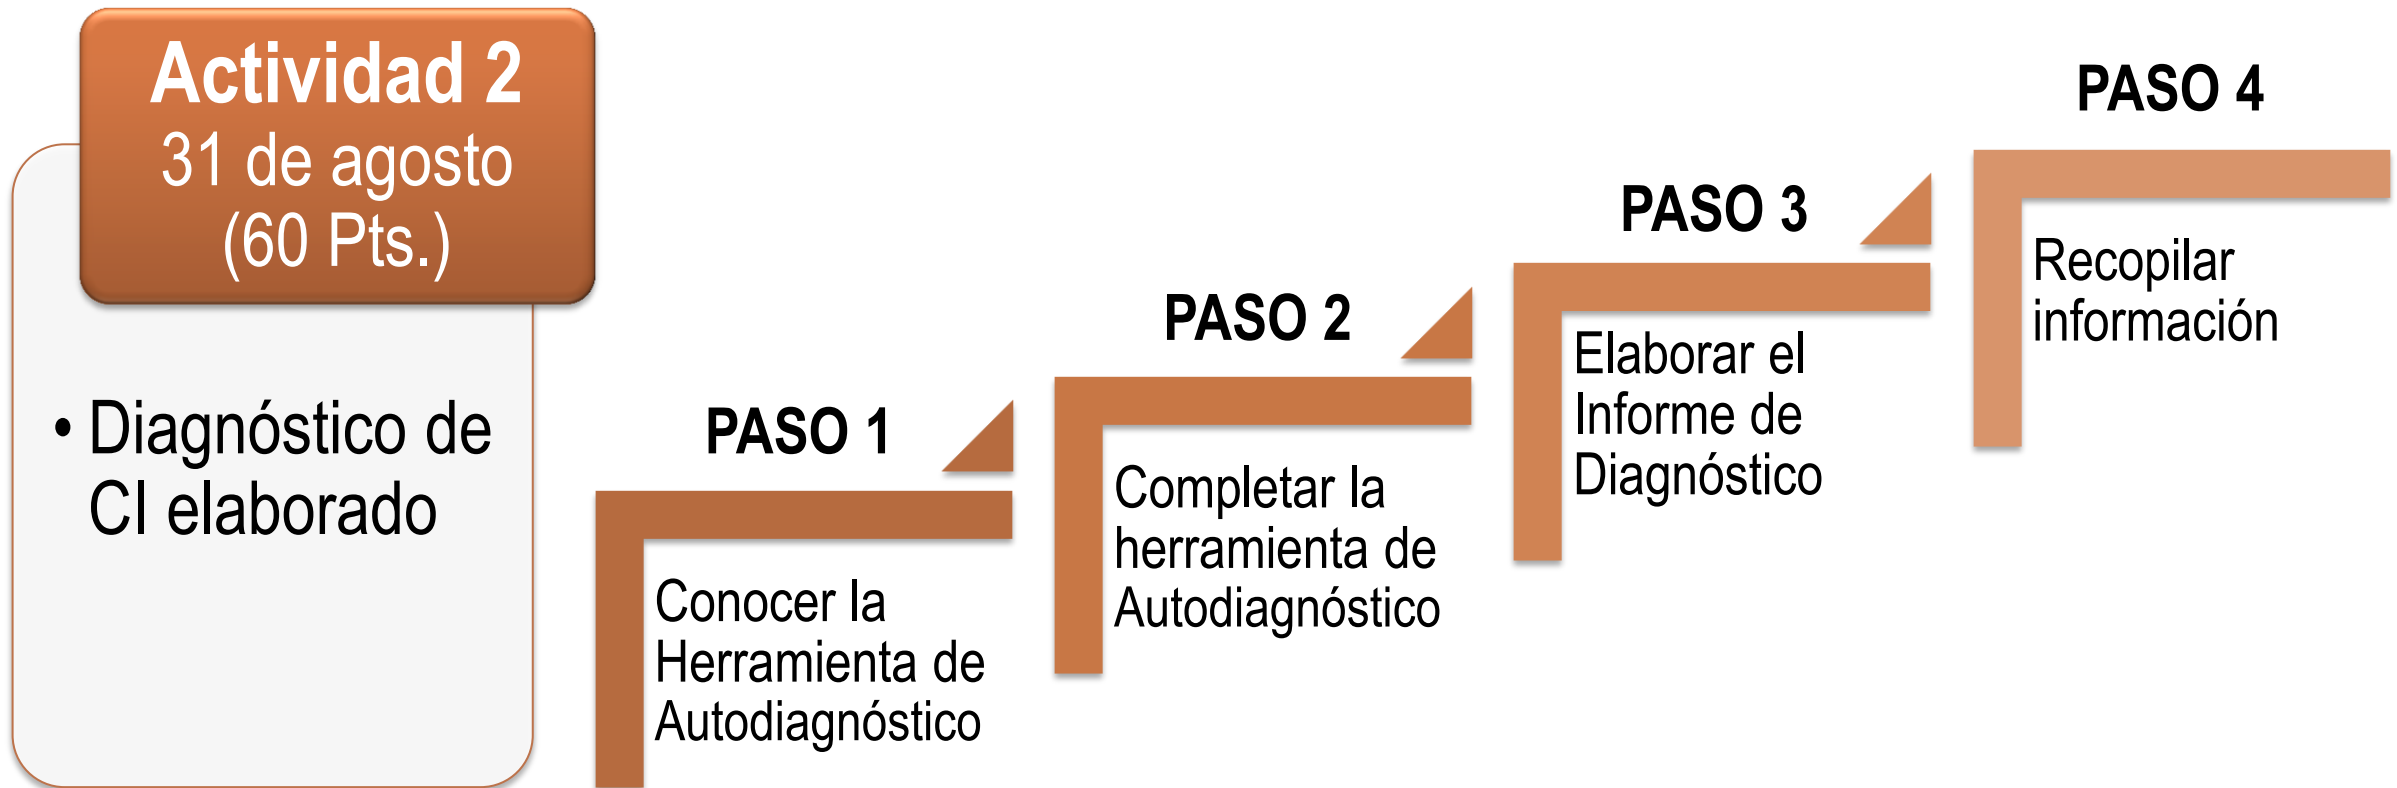 Actividad 2
31 de agosto
(60 Pts.)
• Diagnóstico de
CI elaborado
PASO 1
Conocer la
Herramienta de
Autodiagnóstico
PASO 2
Completar la
herramienta de
Autodiagnóstico
PASO 3
Elaborar el
Informe de
Diagnóstico
PASO 4
Recopilar
información